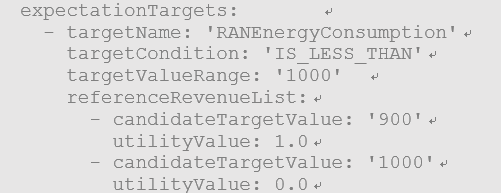 expectationTargets:
- targetName: 'RANEnergyConsumption'
targetCondition: 'IS_LESS_THAN'
targetValueRange: '1000'
referenceRevenueList:
- candidateTargetValue: '900'
utilityValue: 1.0
- candidateTargetValue: '1000'
utilityValue: 0.0